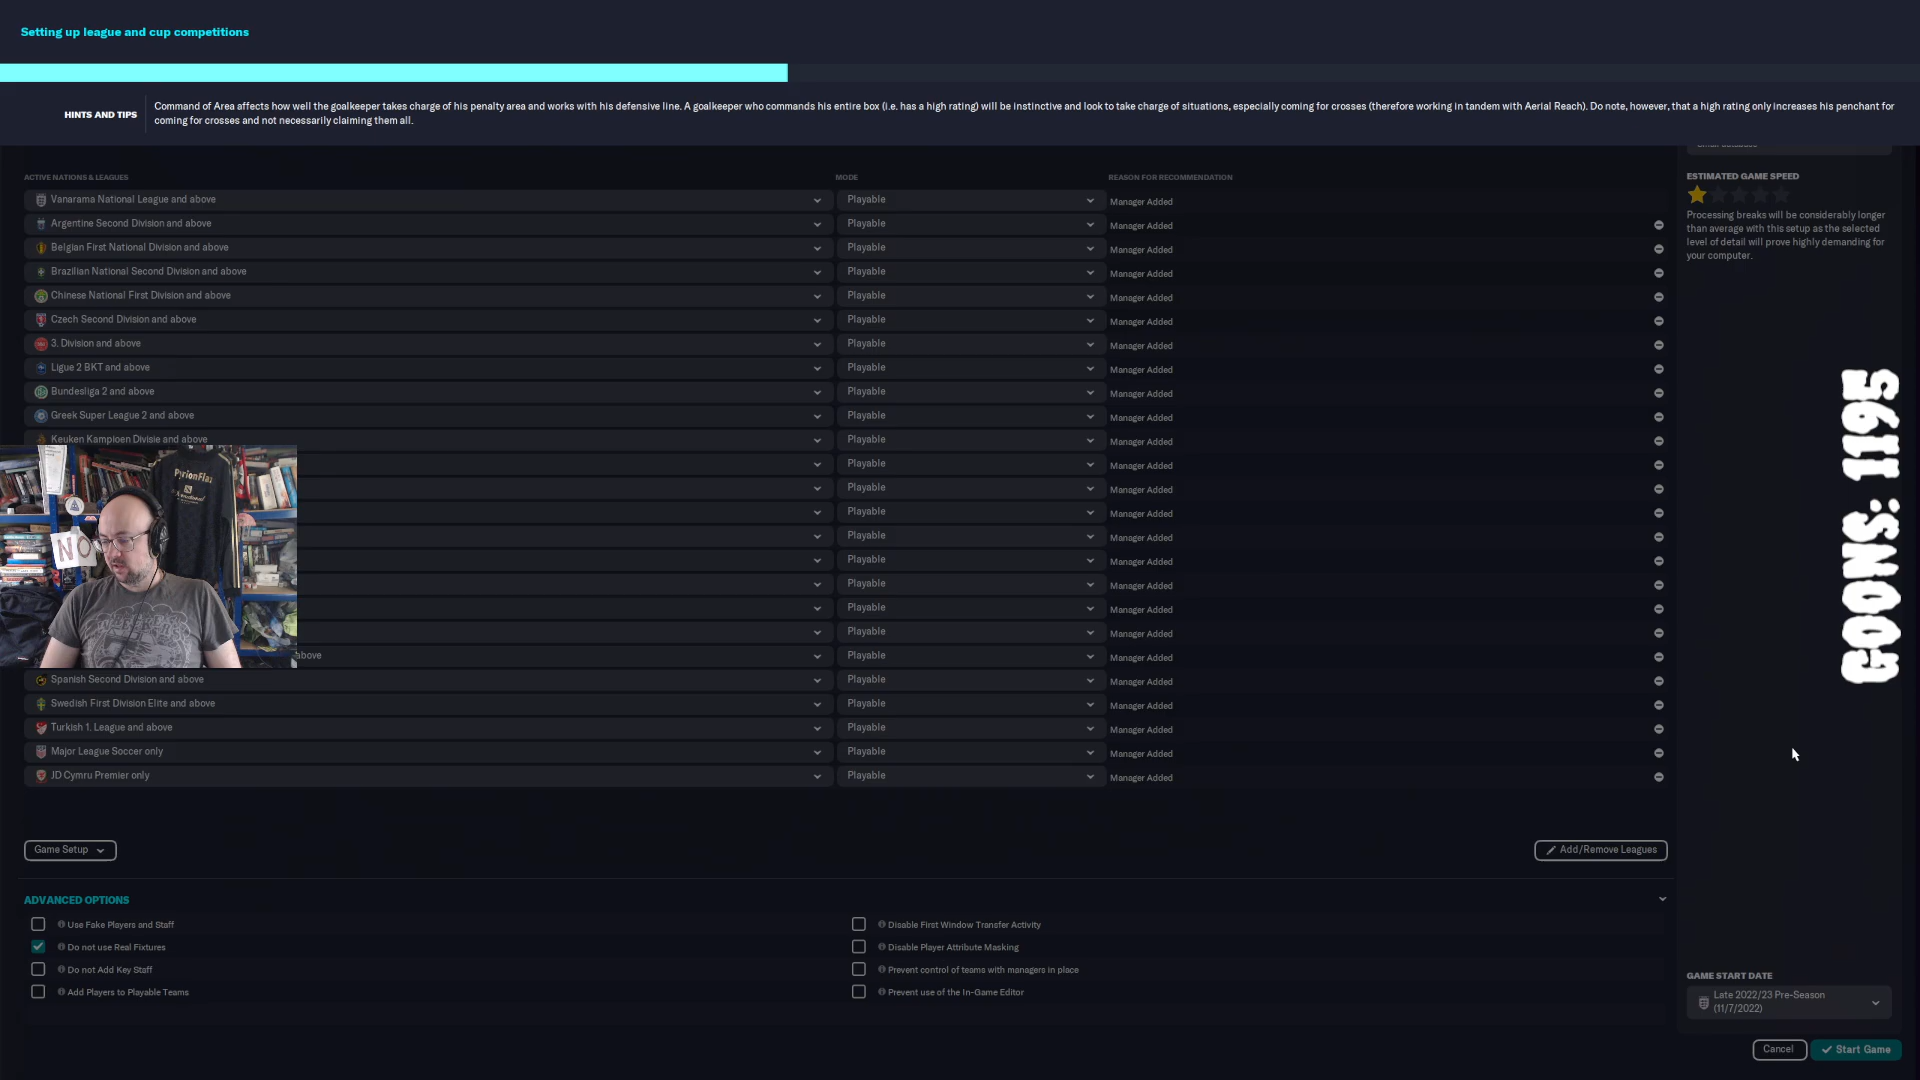 Setting up league and cup competitions
HINTS AND TIPS
Command of Area affects how well the goalkeeper takes charge of his penalty area and works with his defensive line. A goalkeeper who commands his entire box (i.e. has a high rating) will be instinctive and look to take charge of situations, especially coming for crosses (therefore working in tandem with Aerial Reach). Do note, however, that a high rating only increases his penchant for
coming for crosses and not necessarily claiming them all.
ACTIVE NATIONS & LEAGUES MODE REASON FOR RECOMMENDATION
Vanarama National League and above Playable Manager Added
Argentine Second Division and above Playable Manager Added
Belgian First National Division and above Playable Manager Added
Brazilian National Second Division and above Playable Manager Added
Chinese National First Division and above Playable Manager Added
Czech Second Division and above Playable Manager Added
3. Division and above Playable Manager Added
Ligue 2 BKT and above Playable Manager Added
Bundesliga 2 and above Playable Manager Added
Greek Super League 2 and above Playable Manager Added
Keuken Kampioen Divisie and above Playable Manager Added
Playable Manager Added
Playable Manager Added
Playable Manager Added
Playable Manager Added
Playable Manager Added
Playable Manager Added
Playable Manager Added
Playable Manager Added
above Playable Manager Added
Spanish Second Division and above Playable Manager Added
Swedish First Division Elite and above Playable Manager Added
Turkish 1. League and above Playable Manager Added
Major League Soccer only Playable Manager Added
JD Cymru Premier only Playable Manager Added
ESTIMATED GAME SPEED
Processing breaks will be considerably longer
than average with this setup as the selected
level of detail will prove highly demanding for
your computer.
GOONS: 1195
PyrionFlax
NO
Game Setup
Add/Remove Leagues
ADVANCED OPTIONS
Use Fake Players and Staff
Do not use Real Fixtures
Do not Add Key Staff
Add Players to Playable Teams
Disable First Window Transfer Activity
Disable Player Attribute Masking
Prevent control of teams with managers in place
Prevent use of the In-Game Editor
GAME START DATE
Late 2022/23 Pre-Season
(11/7/2022)
Cancel
Start Game